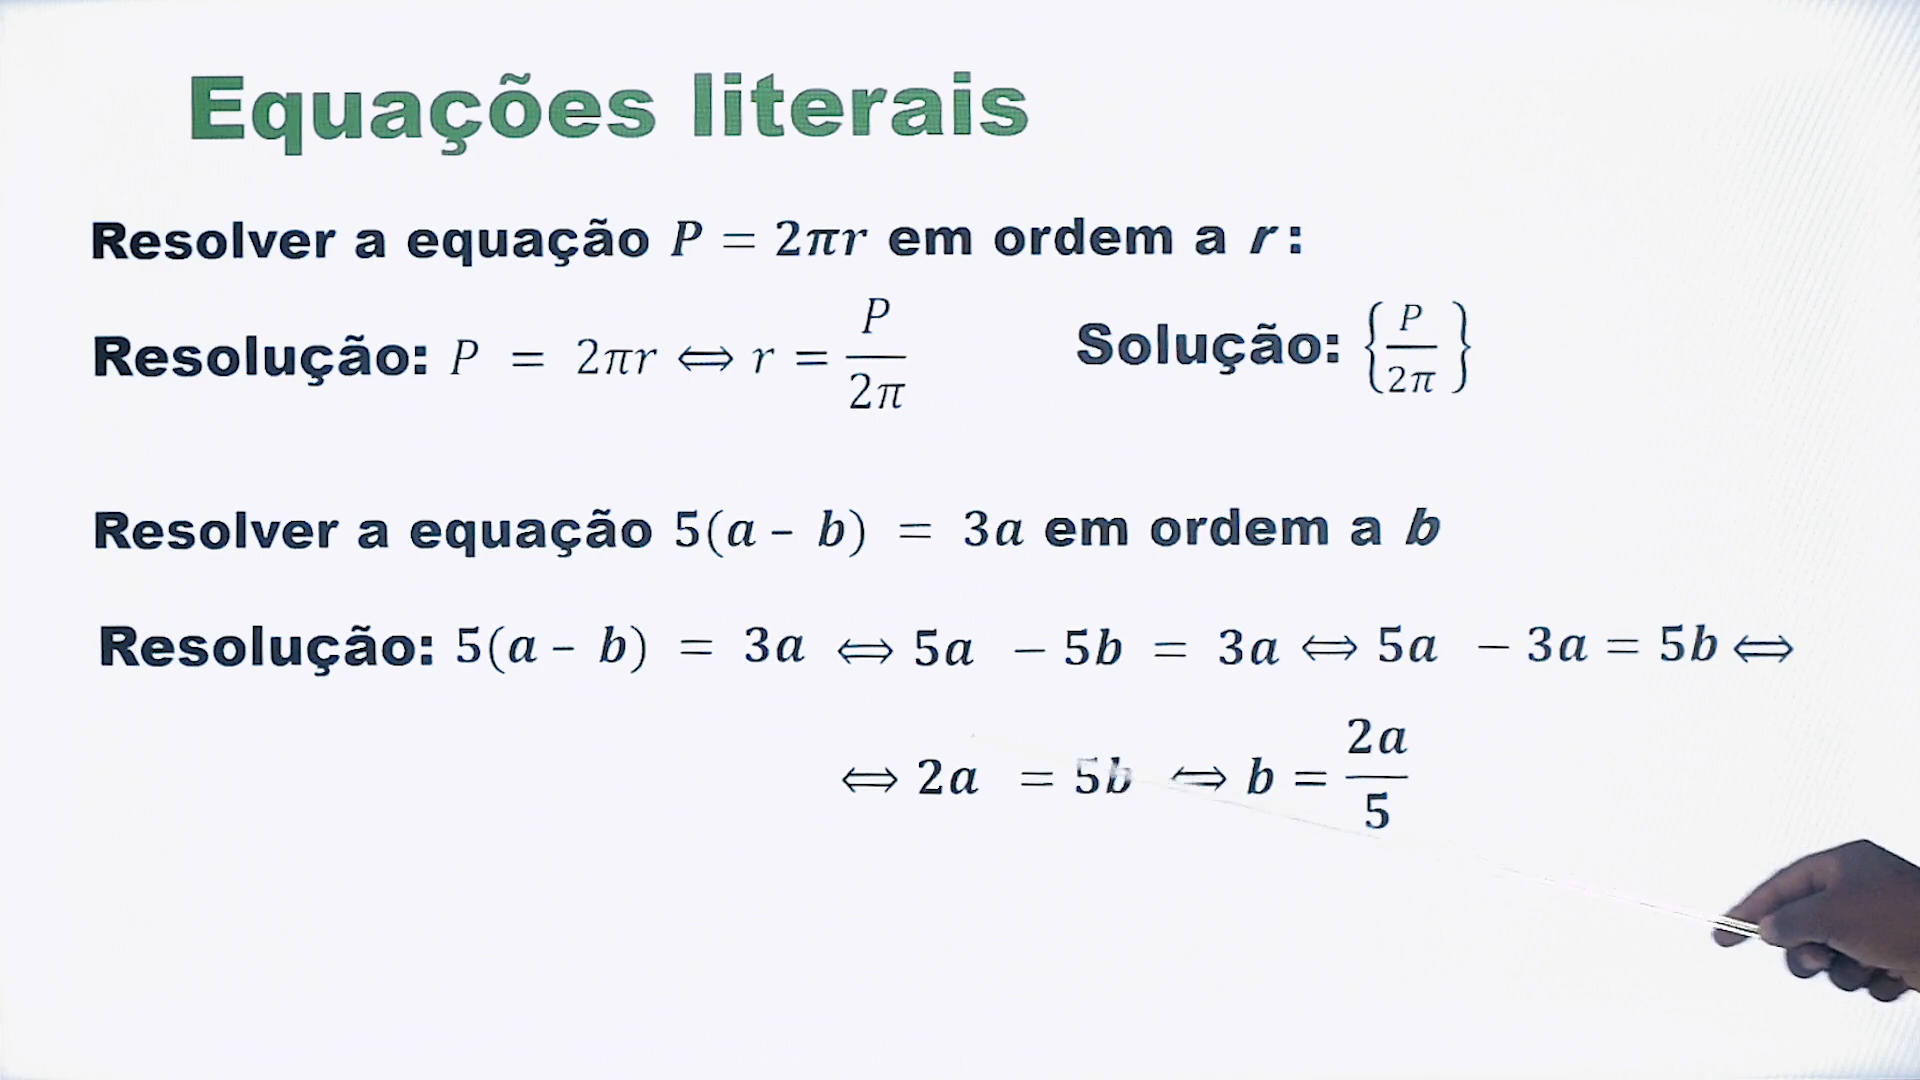 Equações literais
Resolver a equação P = 2πr em ordem a r:
Resolução: P = 2πr ⟺ r = P/2π Solução: {P/2π}
Resolver a equação 5(a – b) = 3a em ordem a b
Resolução: 5(a – b) = 3a ⟺ 5a – 5b = 3a ⟺ 5a – 3a = 5b ⟺
⟺ 2a = 5b ⟺ b = 2a/5